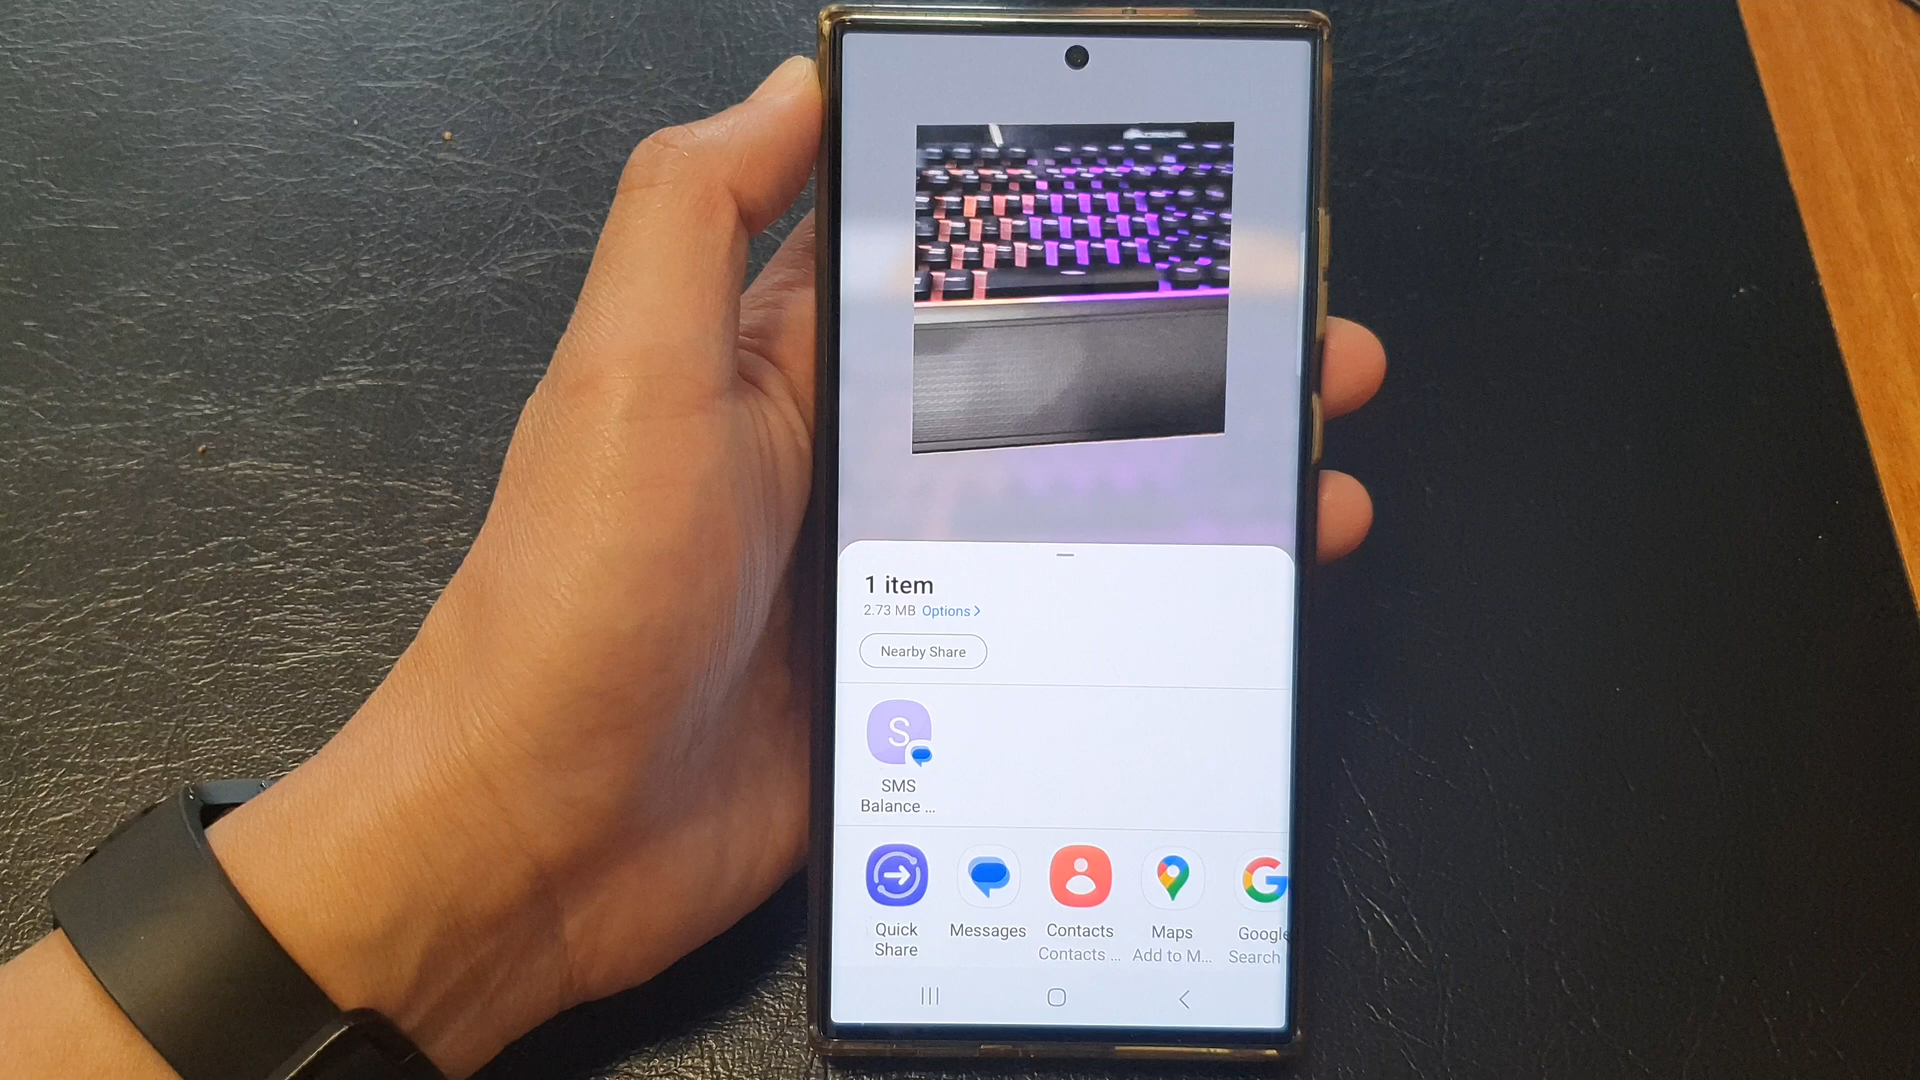 1 item
2.73 MB Options >
Nearby Share
S
SMS
Balance ...
Quick
Share
Messages
Contacts
Contacts ...
Maps
Add to M...
Google
Search